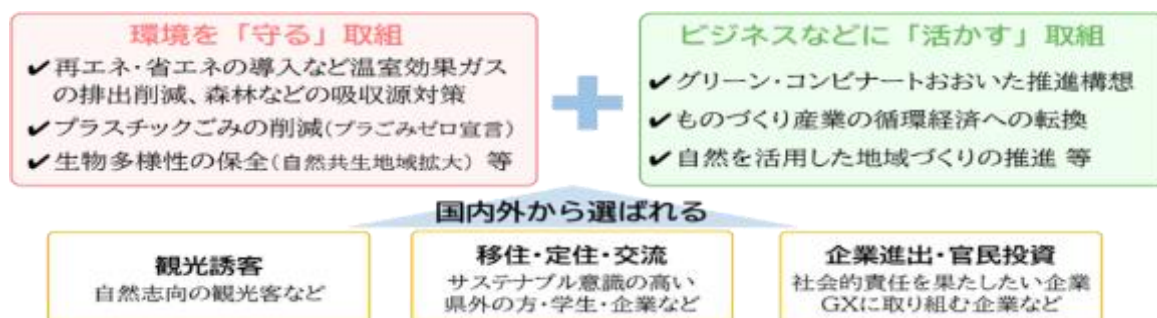 環境を「守る」取組
✔再エネ・省エネの導入など温室効果ガス
の排出削減、森林などの吸収源対策
✔プラスチックごみの削減(プラごみゼロ宣言)
✔生物多様性の保全(自然共生地域拡大) 等
ビジネスなどに「活かす」取組
✔グリーン・コンビナートおおいた推進構想
✔ものづくり産業の循環経済への転換
✔自然を活用した地域づくりの推進 等
国内外から選ばれる
観光誘客
自然志向の観光客など
移住・定住・交流
サステナブル意識の高い
県外の方・学生・企業など
企業進出・官民投資
社会的責任を果たしたい企業
GXに取り組む企業など